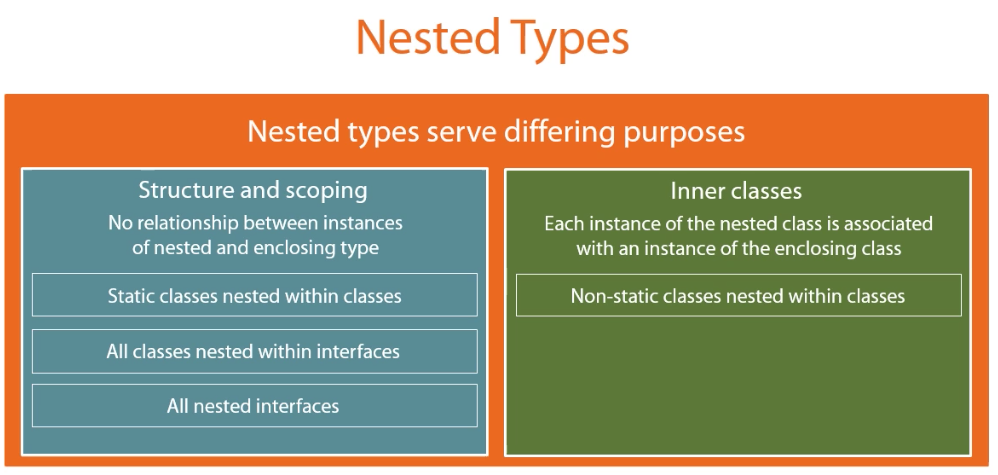 Nested Types
Nested types serve differing purposes
Structure and scoping
No relationship between instances
of nested and enclosing type
Static classes nested within classes
All classes nested within interfaces
All nested interfaces
Inner classes
Each instance of the nested class is associated
with an instance of the enclosing class
Non-static classes nested within classes